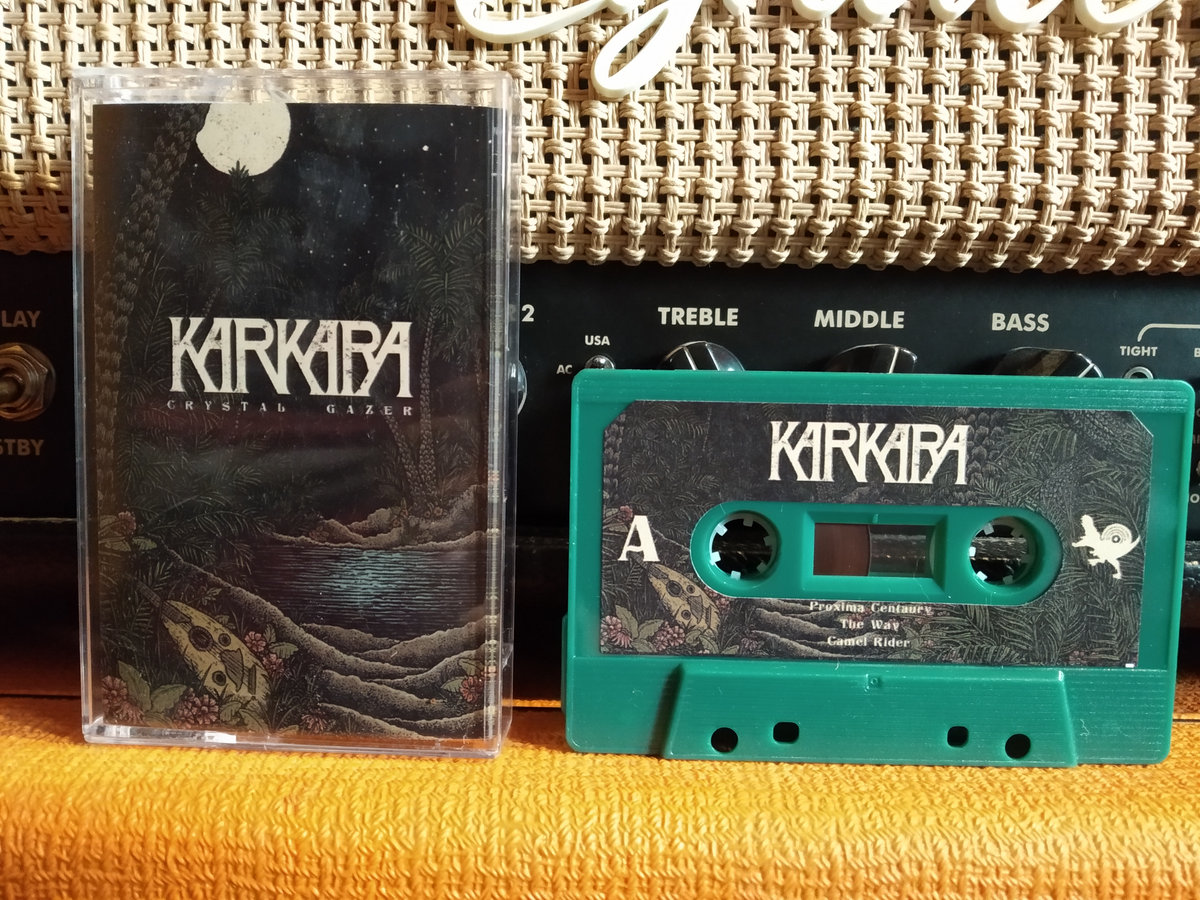 KARKARA
CRYSTAL GAZER
LAY
STBY
2
USA
AC
TREBLE
MIDDLE
BASS
TIGHT
KARKARA
A
Proxima Centaury
The Way
Camel Rider